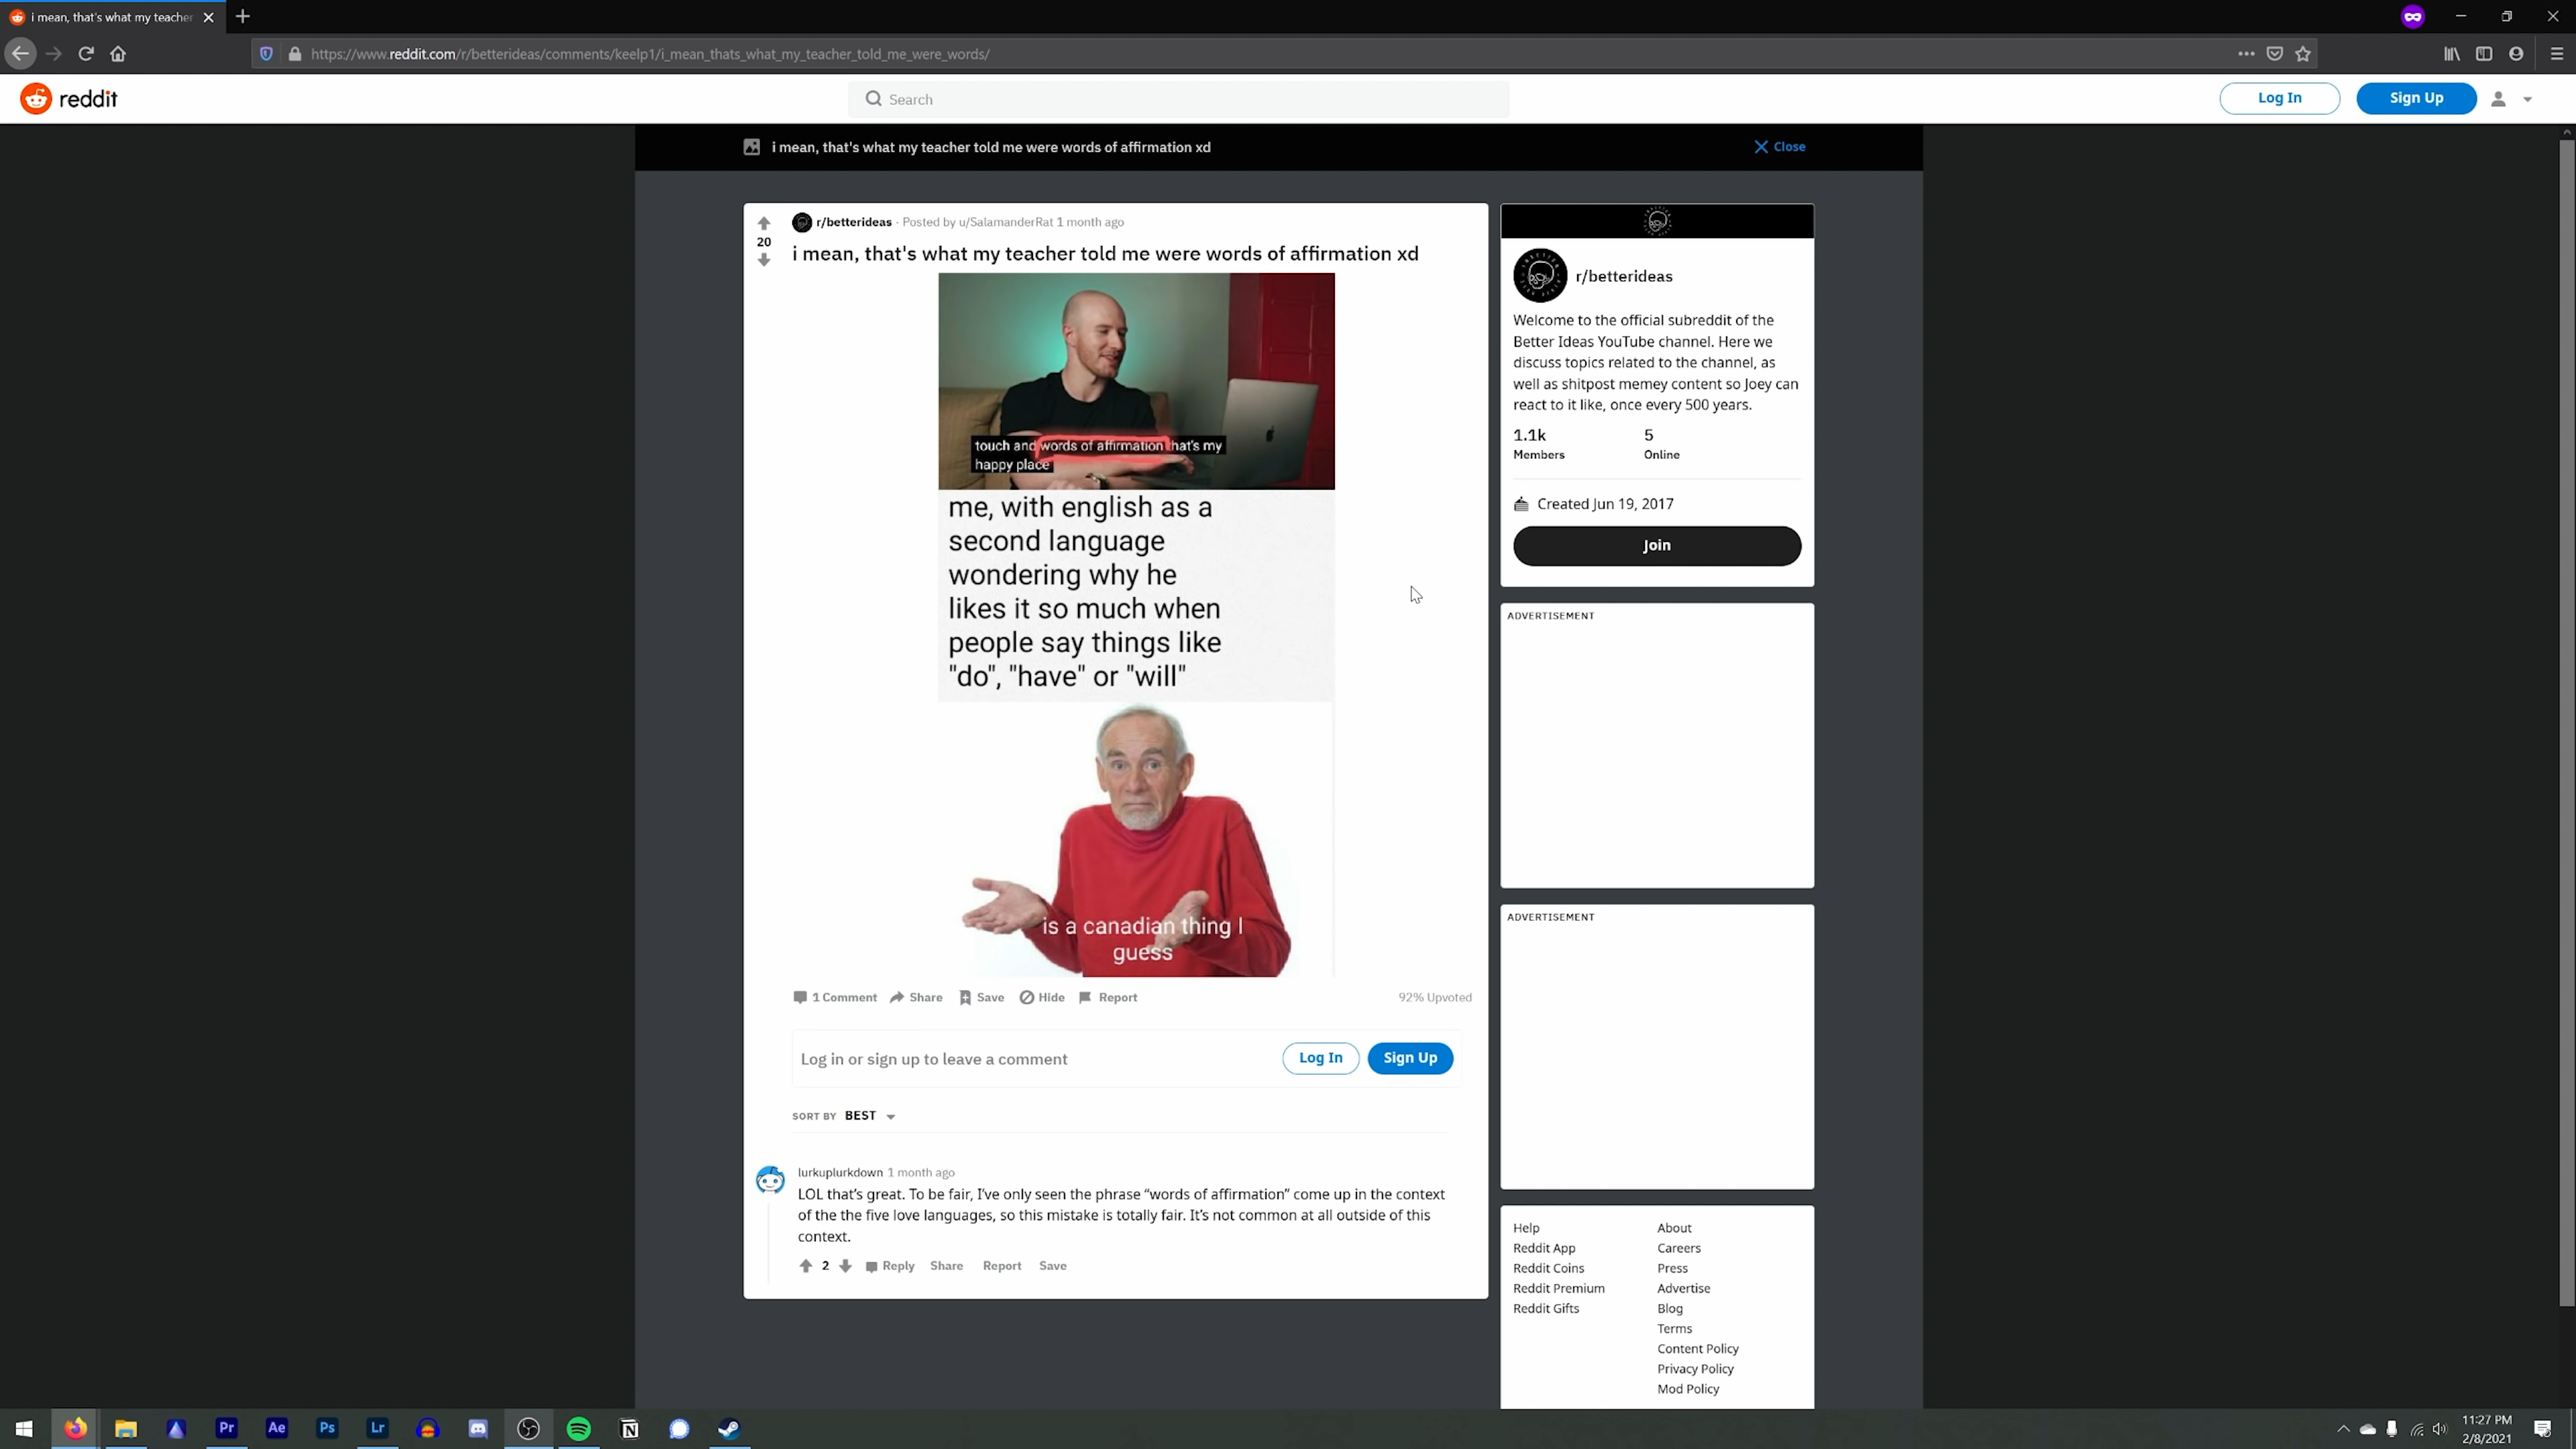 i mean, that's what my teacher
https://www.reddit.com/r/betterideas/comments/keelp1/i_mean_thats_what_my_teacher_told_me_were_words/
reddit
Search
Log In
Sign Up
i mean, that's what my teacher told me were words of affirmation xd
Close
20
r/betterideas · Posted by u/SalamanderRat 1 month ago
i mean, that's what my teacher told me were words of affirmation xd
touch and words of affirmation hat's my
happy place
me, with english as a
second language
wondering why he
likes it so much when
people say things like
"do", "have" or "will"
is a canadian thing I
guess
1 Comment
Share
Save
Hide
Report
92% Upvoted
Log in or sign up to leave a comment
Log In
Sign Up
SORT BY BEST
lurkuplurkdown 1 month ago
LOL that's great. To be fair, I've only seen the phrase “words of affirmation” come up in the context
of the the five love languages, so this mistake is totally fair. It's not common at all outside of this
context.
2
Reply
Share
Report
Save
r/betterideas
Welcome to the official subreddit of the
Better Ideas YouTube channel. Here we
discuss topics related to the channel, as
well as shitpost memey content so Joey can
react to it like, once every 500 years.
1.1k
Members
5
Online
Created Jun 19, 2017
Join
ADVERTISEMENT
ADVERTISEMENT
Help
Reddit App
Reddit Coins
Reddit Premium
Reddit Gifts
About
Careers
Press
Advertise
Blog
Terms
Content Policy
Privacy Policy
Mod Policy
Pr
Ae
Ps
Lr
11:27 PM
2/8/2021